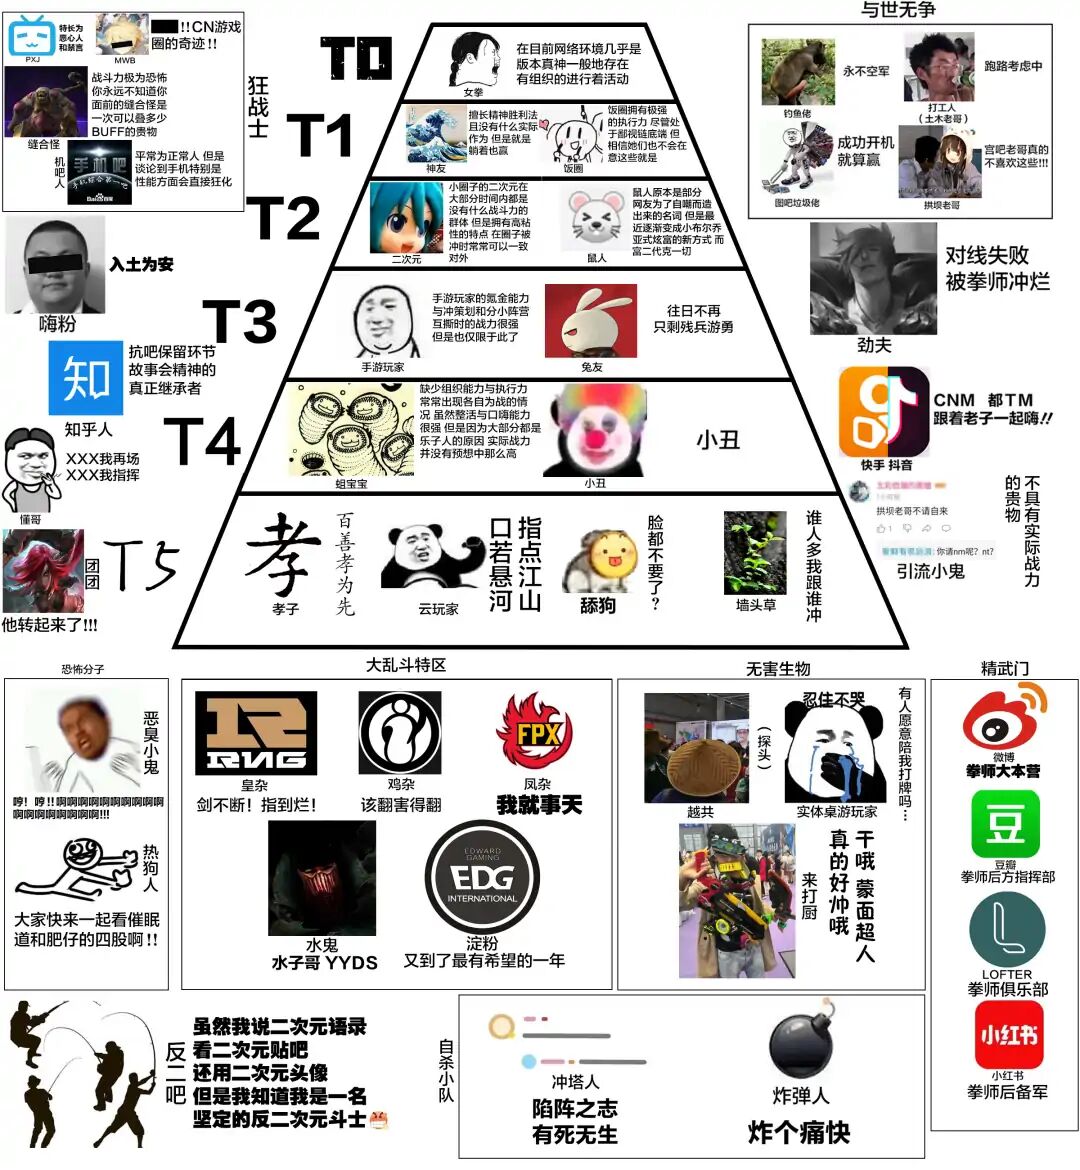 特长为
恶心人
和禁言
PXJ
MWB
!!CN游戏
圈的奇迹!!
战斗力极为恐怖
你永远不知道你
面前的缝合怪是
一次可以叠多少
BUFF的贵物
缝合怪
机吧人
手机吧
手机综合第一吧
Bai百度
平常为正常人 但是
谈论到手机特别是
性能方面会直接狂化
狂战士
T0
女拳
在目前网络环境几乎是
版本真神一般地存在
有组织的进行着活动
T1
神友
擅长精神胜利法
且没有什么实际
作为 但是就是
躺着也赢
饭圈
饭圈拥有极强
的执行力 尽管处
于鄙视链底端 但
相信她们也不会在
意这些就是
T2
二次元
小圈子的二次元在
大部分时间内都是
没有什么战斗力的
群体 但是拥有高粘
性的特点 在圈子被
冲时常常可以一致
对外
鼠人
鼠人原本是部分
网友为了自嘲而造
出来的名词 但是最
近逐渐变成小布尔乔
亚式炫富的新方式 而
富二代克一切
T3
手游玩家
手游玩家的氪金能力
与冲策划和分小阵营
互撕时的战力很强
但是也仅限于此了
兔友
往日不再
只剩残兵游勇
T4
蛆宝宝
缺少组织能力与执行力
常常出现各自为战的情
况 虽然整活与口嗨能力
很强 但是因为大部分都是
乐子人的原因 实际战力
并没有预想中那么高
小丑
小丑
T5
孝
孝子
百善孝为先
云玩家
指点江山
口若悬河
舔狗
脸都不要了?
墙头草
谁人多我跟谁冲
与世无争
钓鱼佬
永不空军
打工人
(土木老哥)
跑路考虑中
图吧垃圾佬
成功开机
就算赢
拱坝老哥
宫吧老哥真的
不喜欢这些!!!
劲夫
对线失败
被拳师冲烂
快手 抖音
CNM 都TM
跟着老子一起嗨!!
拱坝老哥不请自来
1
你请nm呢? nt?
引流小鬼
不具有实际战力
的贵物
嗨粉
入土为安
知
知乎人
抗吧保留环节
故事会精神的
真正继承者
懂哥
XXX我再场
XXX我指挥
团团
他转起来了!!!
恐怖分子
恶臭小鬼
哼! 哼!!啊啊啊啊啊啊啊啊啊
啊啊啊啊啊啊啊啊!!!
热狗人
大家快来一起看催眠
道和肥仔的四股啊!!
大乱斗特区
RNG
皇杂
剑不断!指到烂!
鸡杂
该翻害得翻
FPX
凤杂
我就事天
水鬼
水子哥 YYDS
EDWARD
GAMING
EDG
INTERNATIONAL
淀粉
又到了最有希望的一年
无害生物
越共
(探头)
忍住不哭
实体桌游玩家
有人愿意陪我打牌吗…
来打厨
干哦 蒙面超人
真的好帅哦
精武门
微博
拳师大本营
豆
豆瓣
拳师后方指挥部
LOFTER
拳师俱乐部
小红书
小红书
拳师后备军
反二吧
虽然我说二次元语录
看二次元贴吧
还用二次元头像
但是我知道我是一名
坚定的反二次元斗士
自杀小队
冲塔人
陷阵之志
有死无生
炸弹人
炸个痛快